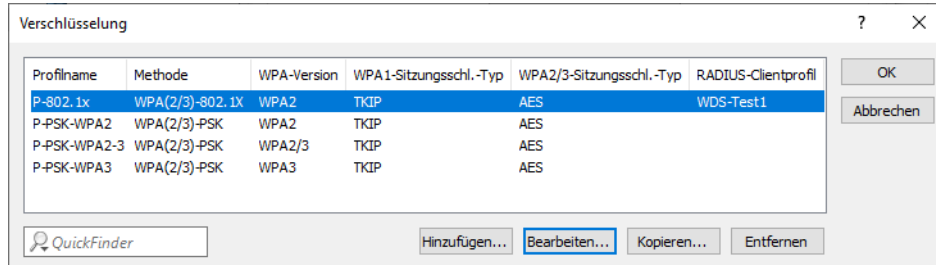 Verschlüsselung ? ×
Profilname Methode WPA-Version WPA1-Sitzungsschl.-Typ WPA2/3-Sitzungsschl.-Typ RADIUS-Clientprofil OK
P-802.1x WPA(2/3)-802.1X WPA2 TKIP AES WDS-Test1
Abbrechen
P-PSK-WPA2 WPA(2/3)-PSK WPA2 TKIP AES
P-PSK-WPA2-3 WPA(2/3)-PSK WPA2/3 TKIP AES
P-PSK-WPA3 WPA(2/3)-PSK WPA3 TKIP AES
QuickFinder Hinzufügen... Bearbeiten... Kopieren... Entfernen